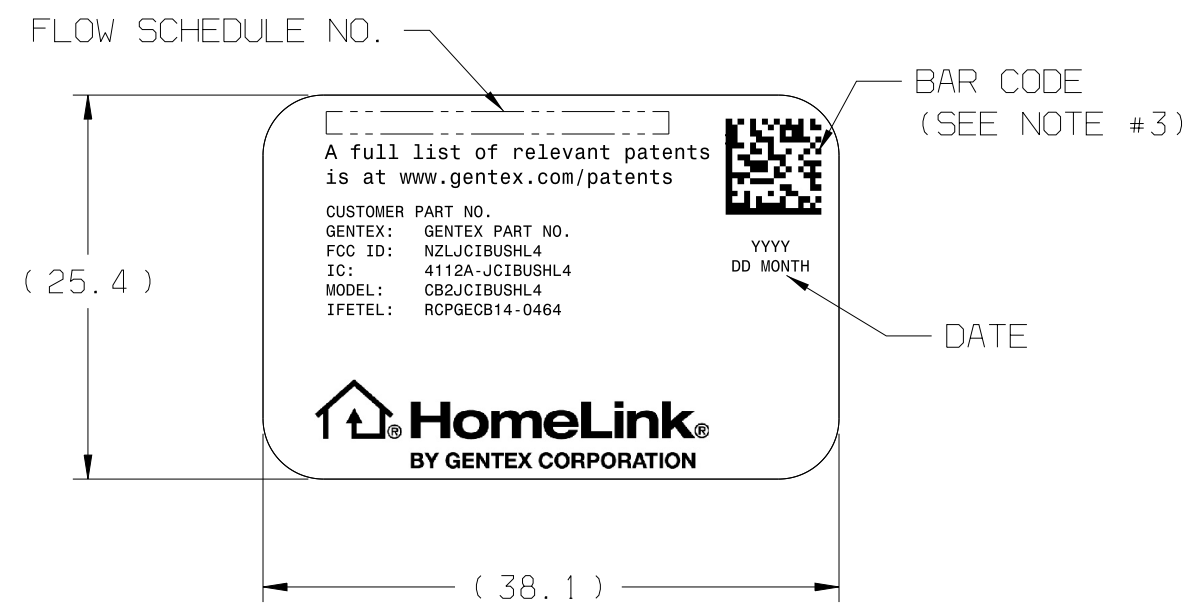 FLOW SCHEDULE NO.
BAR CODE
(SEE NOTE #3)
A full list of relevant patents
is at www.gentex.com/patents
CUSTOMER PART NO.
GENTEX: GENTEX PART NO.
FCC ID: NZLJCIBUSHL4
IC: 4112A-JCIBUSHL4
MODEL: CB2JCIBUSHL4
IFETEL: RCPGECB14-0464
YYYY
DD MONTH
(25.4)
DATE
® HomeLink®
BY GENTEX CORPORATION
(38.1)